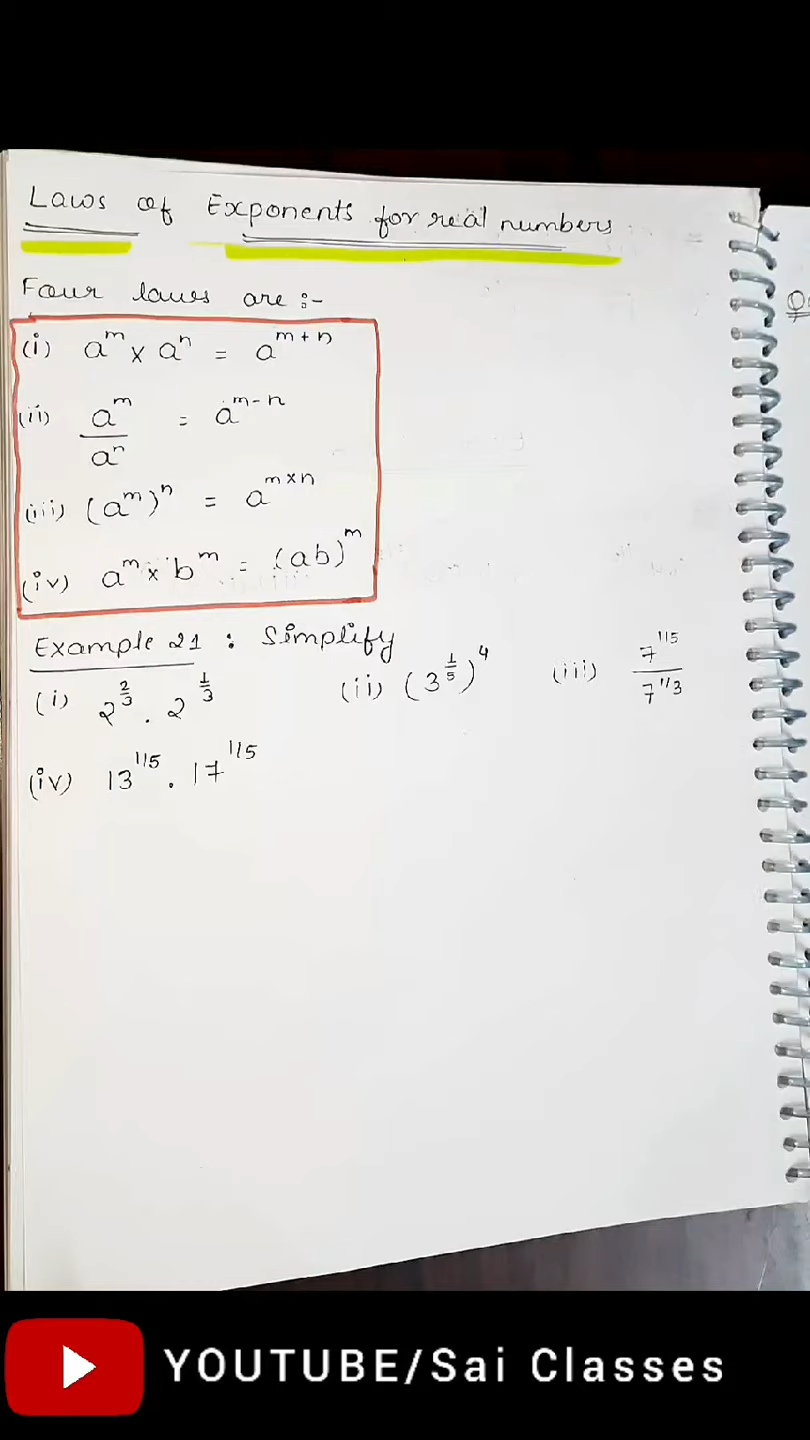 Laws of Exponents for real numbers
Four laws are :-
(i) a^m × a^n = a^(m+n)
(ii) a^m / a^n = a^(m-n)
(iii) (a^m)^n = a^(m×n)
(iv) a^m × b^m = (ab)^m
Example 21 : Simplify
(i) 2^(2/3) . 2^(1/3) (ii) (3^(1/5))^4 (iii) 7^(1/5) / 7^(1/3)
(iv) 13^(1/5) . 17^(1/5)
YOUTUBE/Sai Classes